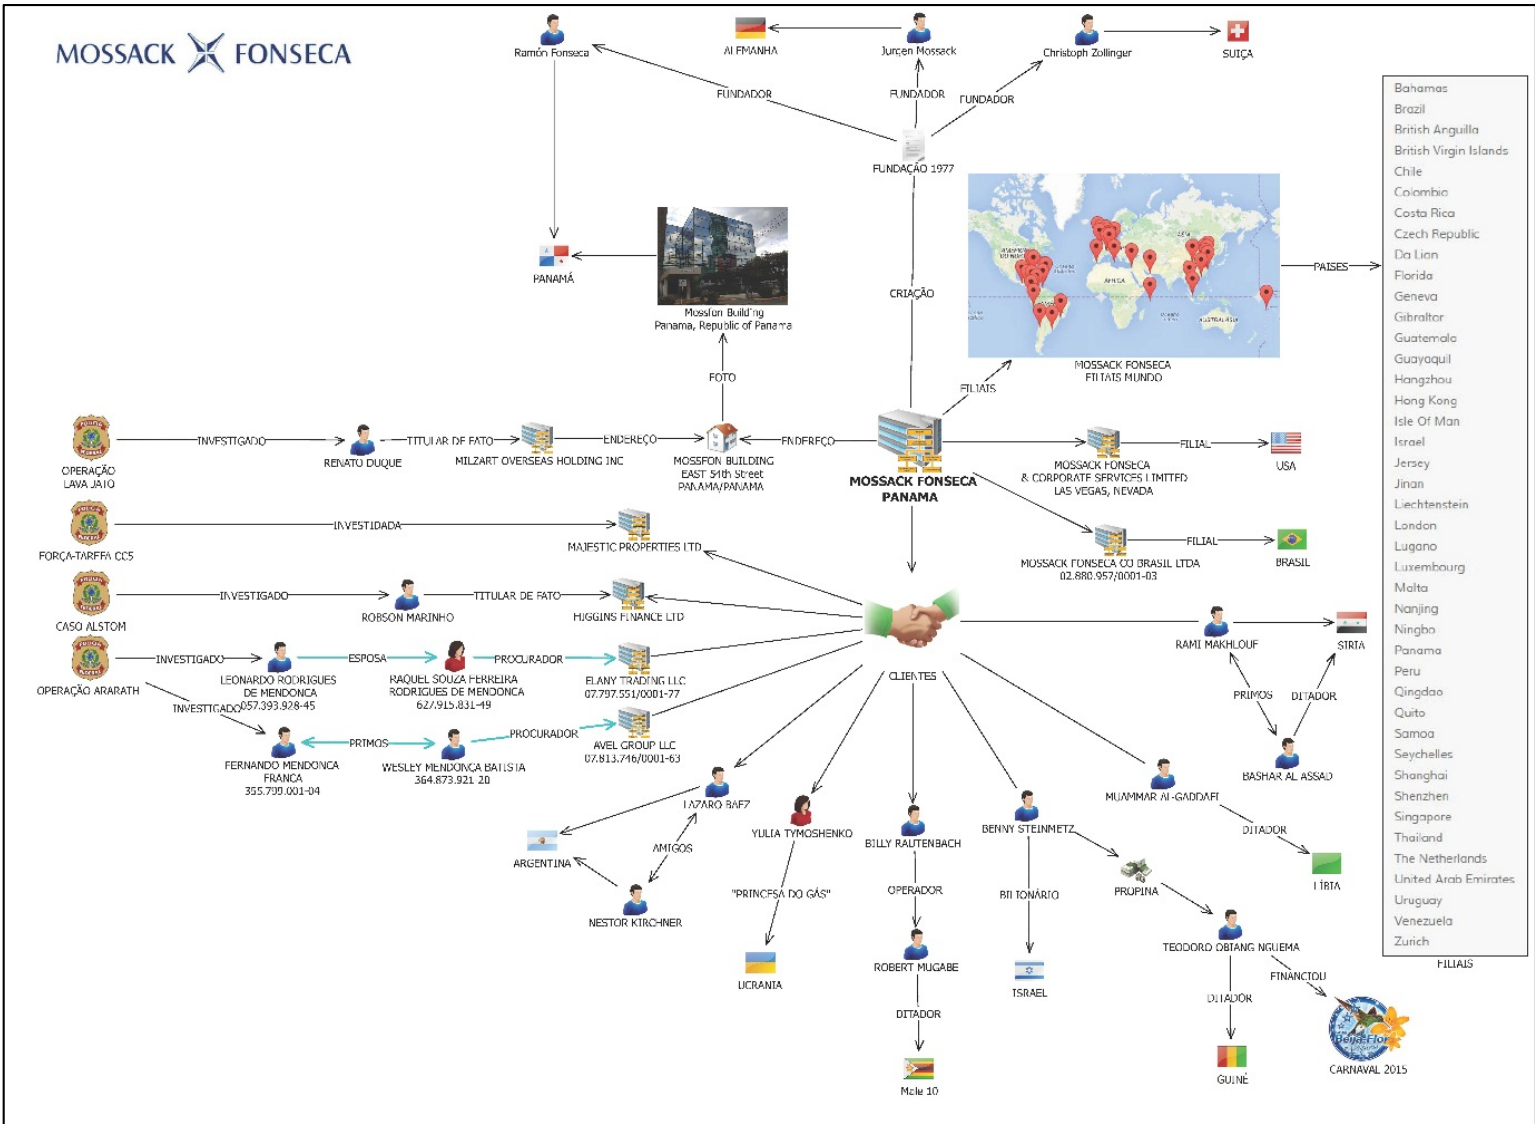 MOSSACK FONSECA
Ramón Fonseca
ALEMANHA
Jurgen Mossack
Christoph Zollinger
SUIÇA
FUNDADOR
FUNDADOR
FUNDADOR
FUNDAÇÃO 1977
PANAMÁ
Mossfon Building
Panama, Republic of Panama
CRIAÇÃO
MOSSACK FONSECA
FILIAIS MUNDO
PAISES
FOTO
FILIAIS
OPERAÇÃO
LAVA JATO
INVESTIGADO
RENATO DUQUE
TITULAR DE FATO
MILZART OVERSEAS HOLDING INC
ENDEREÇO
MOSSFON BUILDING
EAST 54th Street
PANAMA/PANAMA
ENDEREÇO
MOSSACK FONSECA
PANAMA
MOSSACK FONSECA
& CORPORATE SERVICES LIMITED
LAS VEGAS, NEVADA
FILIAL
USA
FORÇA-TAREFA CC5
INVESTIDADA
MAJESTIC PROPERTIES LTD
MOSSACK FONSECA CO BRASIL LTDA
02.880.957/0001-03
FILIAL
BRASIL
CASO ALSTOM
INVESTIGADO
ROBSON MARINHO
TITULAR DE FATO
HIGGINS FINANCE LTD
OPERAÇÃO ARARATH
INVESTIGADO
LEONARDO RODRIGUES
DE MENDONCA
057.393.928-45
ESPOSA
RAQUEL SOUZA FERREIRA
RODRIGUES DE MENDONCA
627.915.831-49
PROCURADOR
ELANY TRADING LLC
07.797.551/0001-77
INVESTIGADO
FERNANDO MENDONCA
FRANCA
355.799.001-04
PRIMOS
WESLEY MENDONÇA BATISTA
364.873.921 20
PROCURADOR
AVEL GROUP LLC
07.813.746/0001-63
CLIENTES
RAMI MAKHLOUF
SIRIA
PRIMOS
DITADOR
BASHAR AL ASSAD
LAZARO BAEZ
ARGENTINA
AMIGOS
NESTOR KIRCHNER
YULIA TYMOSHENKO
"PRINCESA DO GÁS"
UCRANIA
BILLY RAUTENBACH
OPERADOR
ROBERT MUGABE
DITADOR
Male 10
BENNY STEINMETZ
BILIONÁRIO
ISRAEL
PROPINA
TEODORO OBIANG NGUEMA
DITADOR
GUINÉ
FINANCIOU
Beija-Flor
CARNAVAL 2015
MUAMMAR AL-GADDAFI
DITADOR
LÍBIA
Bahamas
Brazil
British Anguilla
British Virgin Islands
Chile
Colombia
Costa Rica
Czech Republic
Da Lian
Florida
Geneva
Gibraltar
Guatemala
Guayaquil
Hangzhou
Hong Kong
Isle Of Man
Israel
Jersey
Jinan
Liechtenstein
London
Lugano
Luxembourg
Malta
Nanjing
Ningbo
Panama
Peru
Qingdao
Quito
Samoa
Seychelles
Shanghai
Shenzhen
Singapore
Thailand
The Netherlands
United Arab Emirates
Uruguay
Venezuela
Zurich
FILIAIS